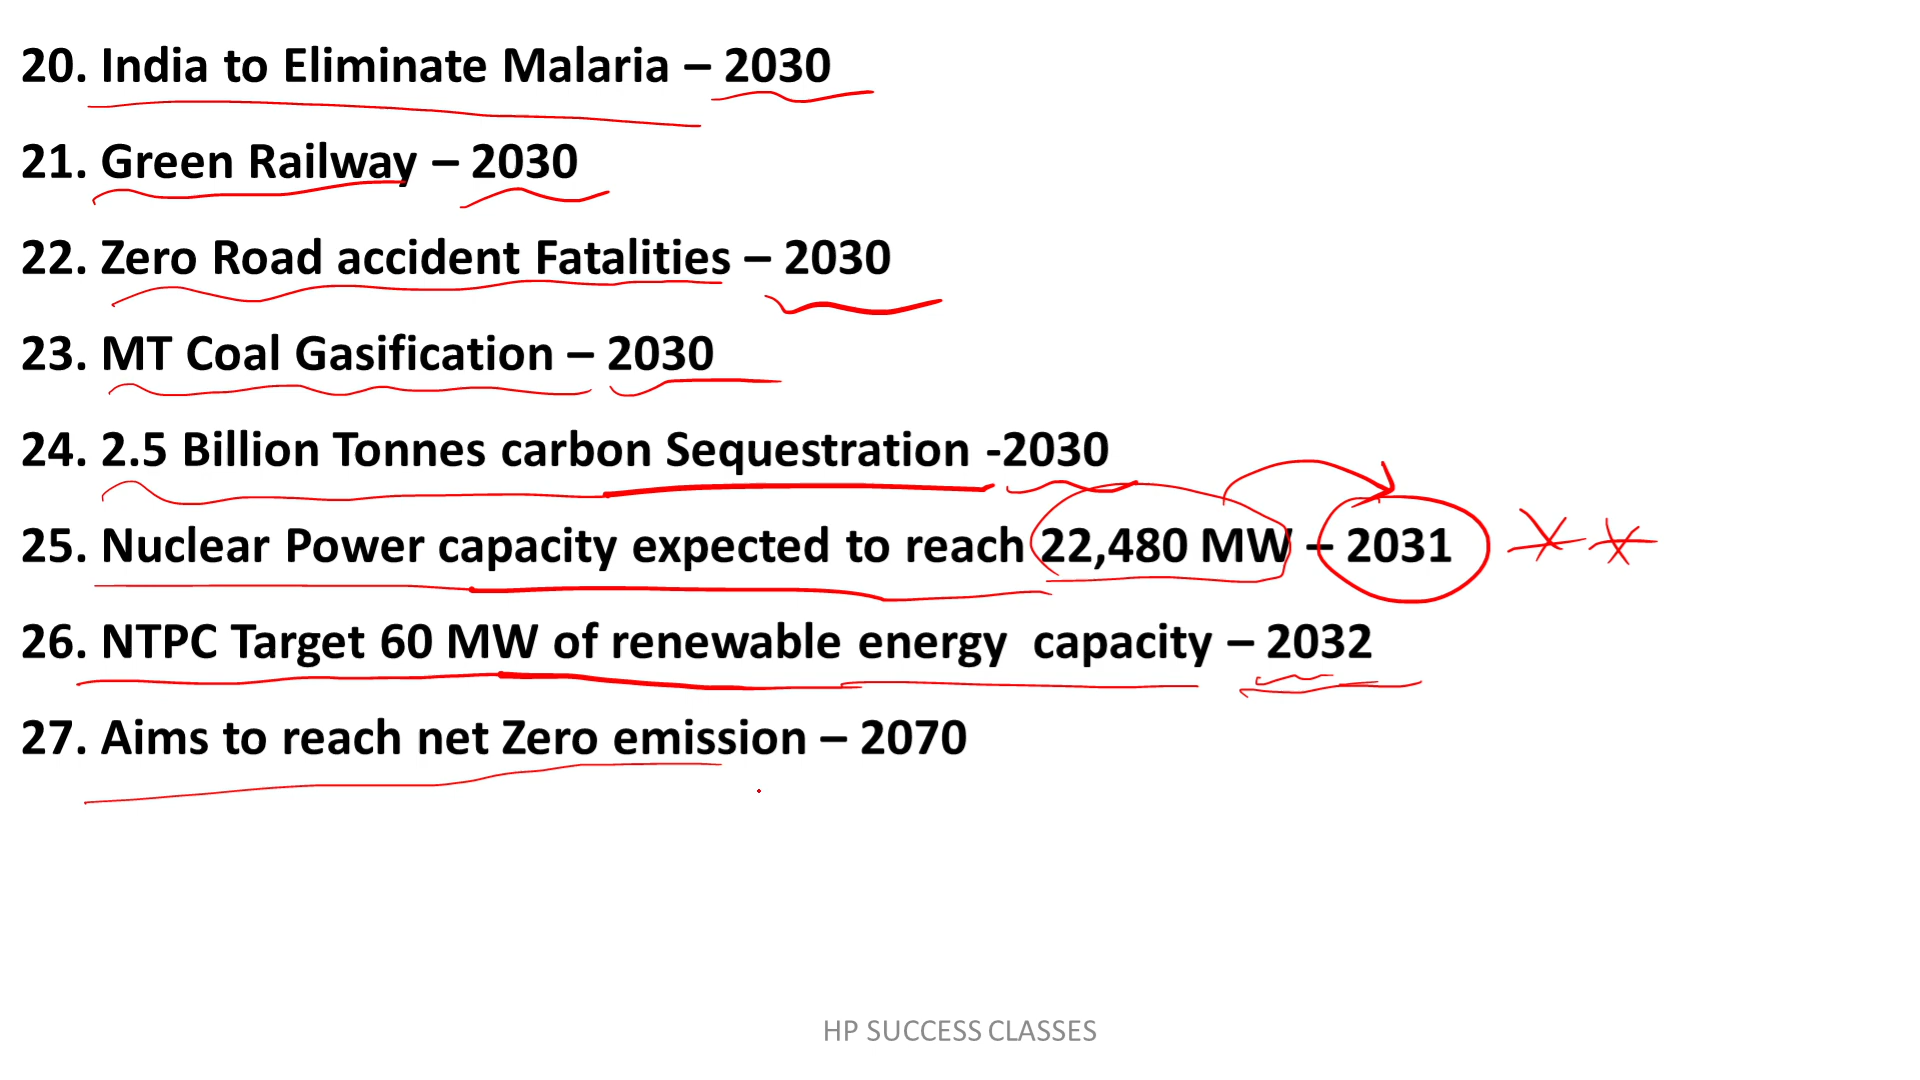 20. India to Eliminate Malaria – 2030
21. Green Railway – 2030
22. Zero Road accident Fatalities – 2030
23. MT Coal Gasification – 2030
24. 2.5 Billion Tonnes carbon Sequestration -2030
25. Nuclear Power capacity expected to reach 22,480 MW – 2031
26. NTPC Target 60 MW of renewable energy  capacity – 2032
27. Aims to reach net Zero emission – 2070
HP SUCCESS CLASSES